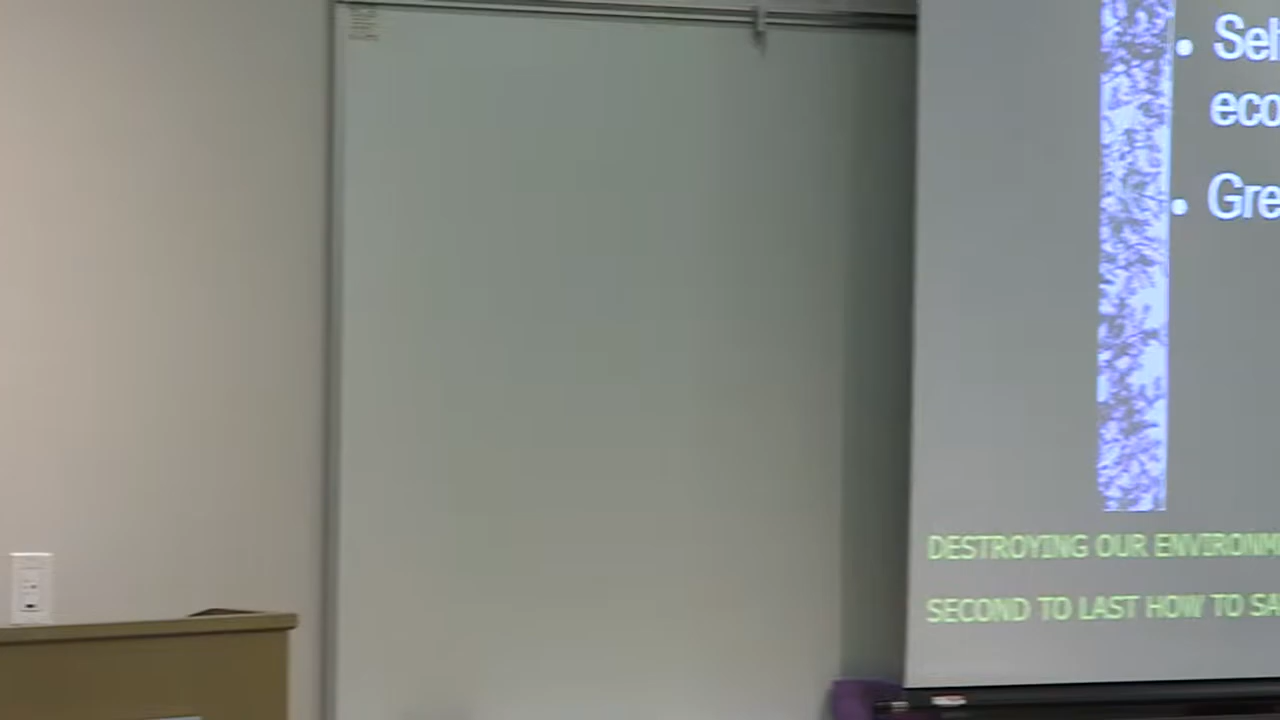 • Sel
eco
• Gre
DESTROYING OUR ENVIRONM
SECOND TO LAST HOW TO SA